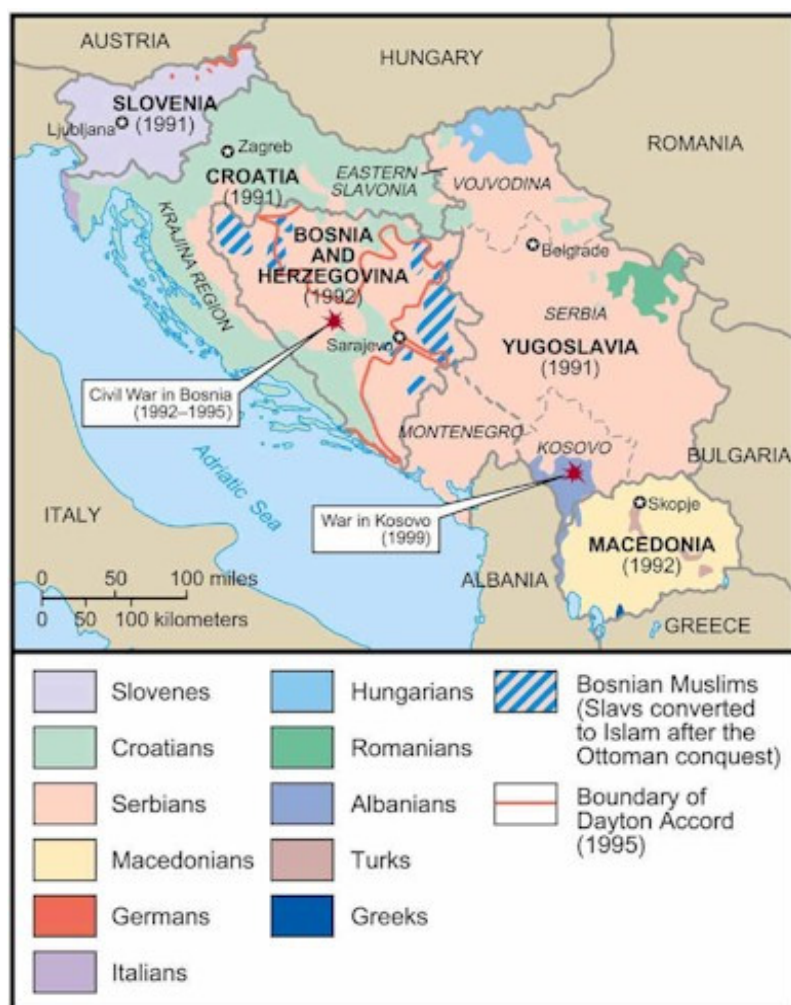 AUSTRIA
HUNGARY
SLOVENIA
(1991)
Ljubljana
ROMANIA
Zagreb
CROATIA
(1991)
EASTERN
SLAVONIA
VOJVODINA
KRAJINA REGION
BOSNIA
AND
HERZEGOVINA
(1992)
Belgrade
SERBIA
Sarajevo
YUGOSLAVIA
(1991)
Civil War in Bosnia
(1992–1995)
MONTENEGRO
KOSOVO
BULGARIA
Adriatic Sea
ITALY
War in Kosovo
(1999)
Skopje
MACEDONIA
(1992)
ALBANIA
GREECE
0 50 100 miles
0 50 100 kilometers
Slovenes
Croatians
Serbians
Macedonians
Germans
Italians
Hungarians
Romanians
Albanians
Turks
Greeks
Bosnian Muslims
(Slavs converted
to Islam after the
Ottoman conquest)
Boundary of
Dayton Accord
(1995)